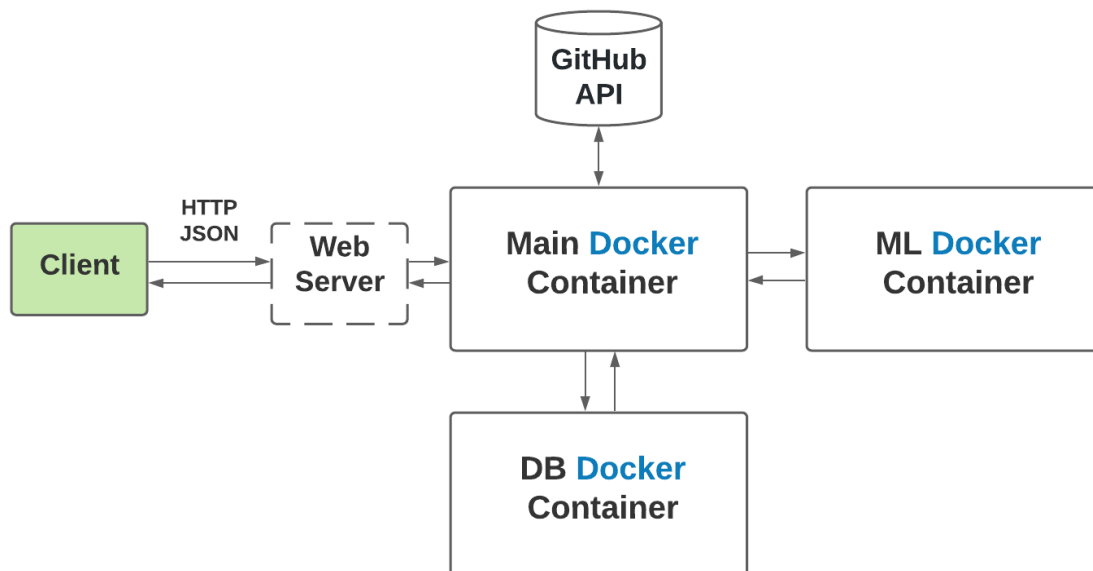 GitHub
API
HTTP
JSON
Client
Web
Server
Main Docker
Container
ML Docker
Container
DB Docker
Container